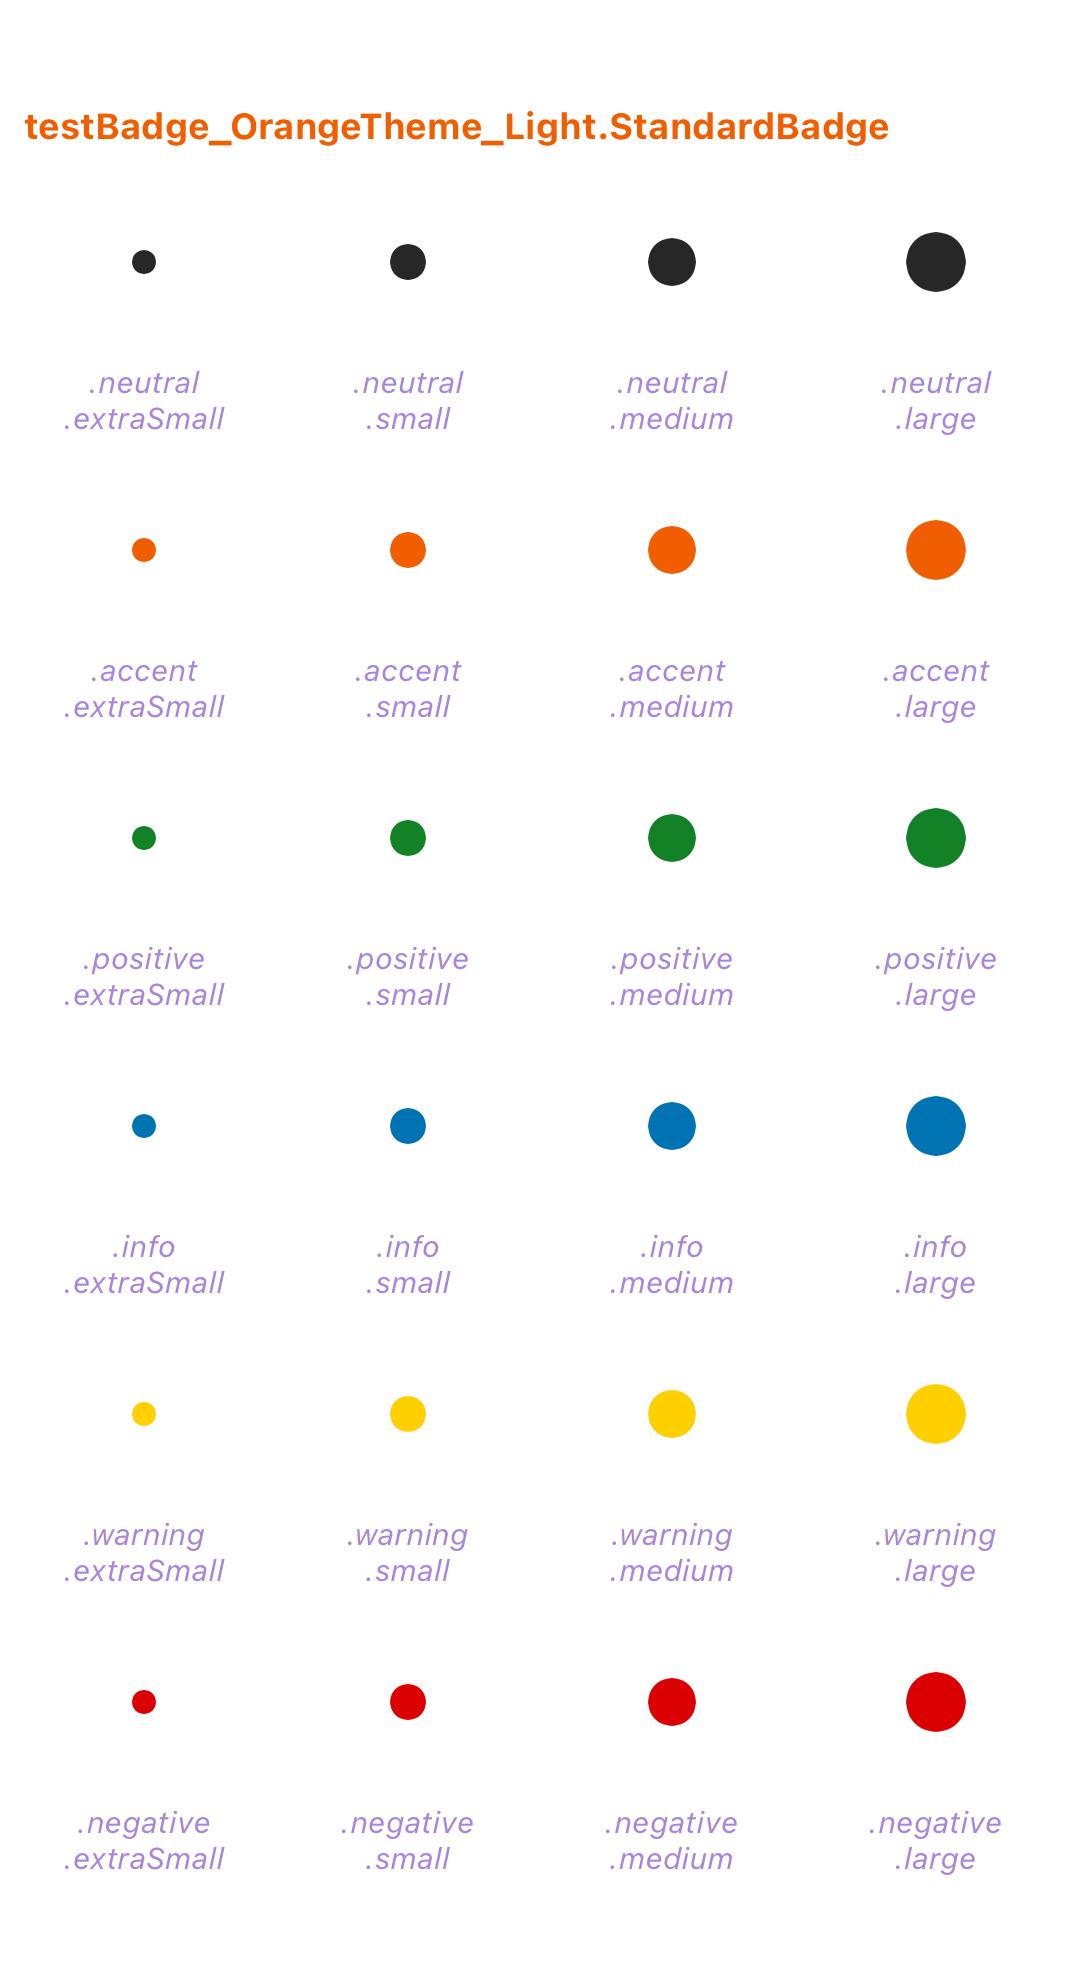 testBadge_OrangeTheme_Light.StandardBadge
.neutral .neutral .neutral .neutral
.extraSmall .small .medium .large
.accent .accent .accent .accent
.extraSmall .small .medium .large
.positive .positive .positive .positive
.extraSmall .small .medium .large
.info .info .info .info
.extraSmall .small .medium .large
.warning .warning .warning .warning
.extraSmall .small .medium .large
.negative .negative .negative .negative
.extraSmall .small .medium .large